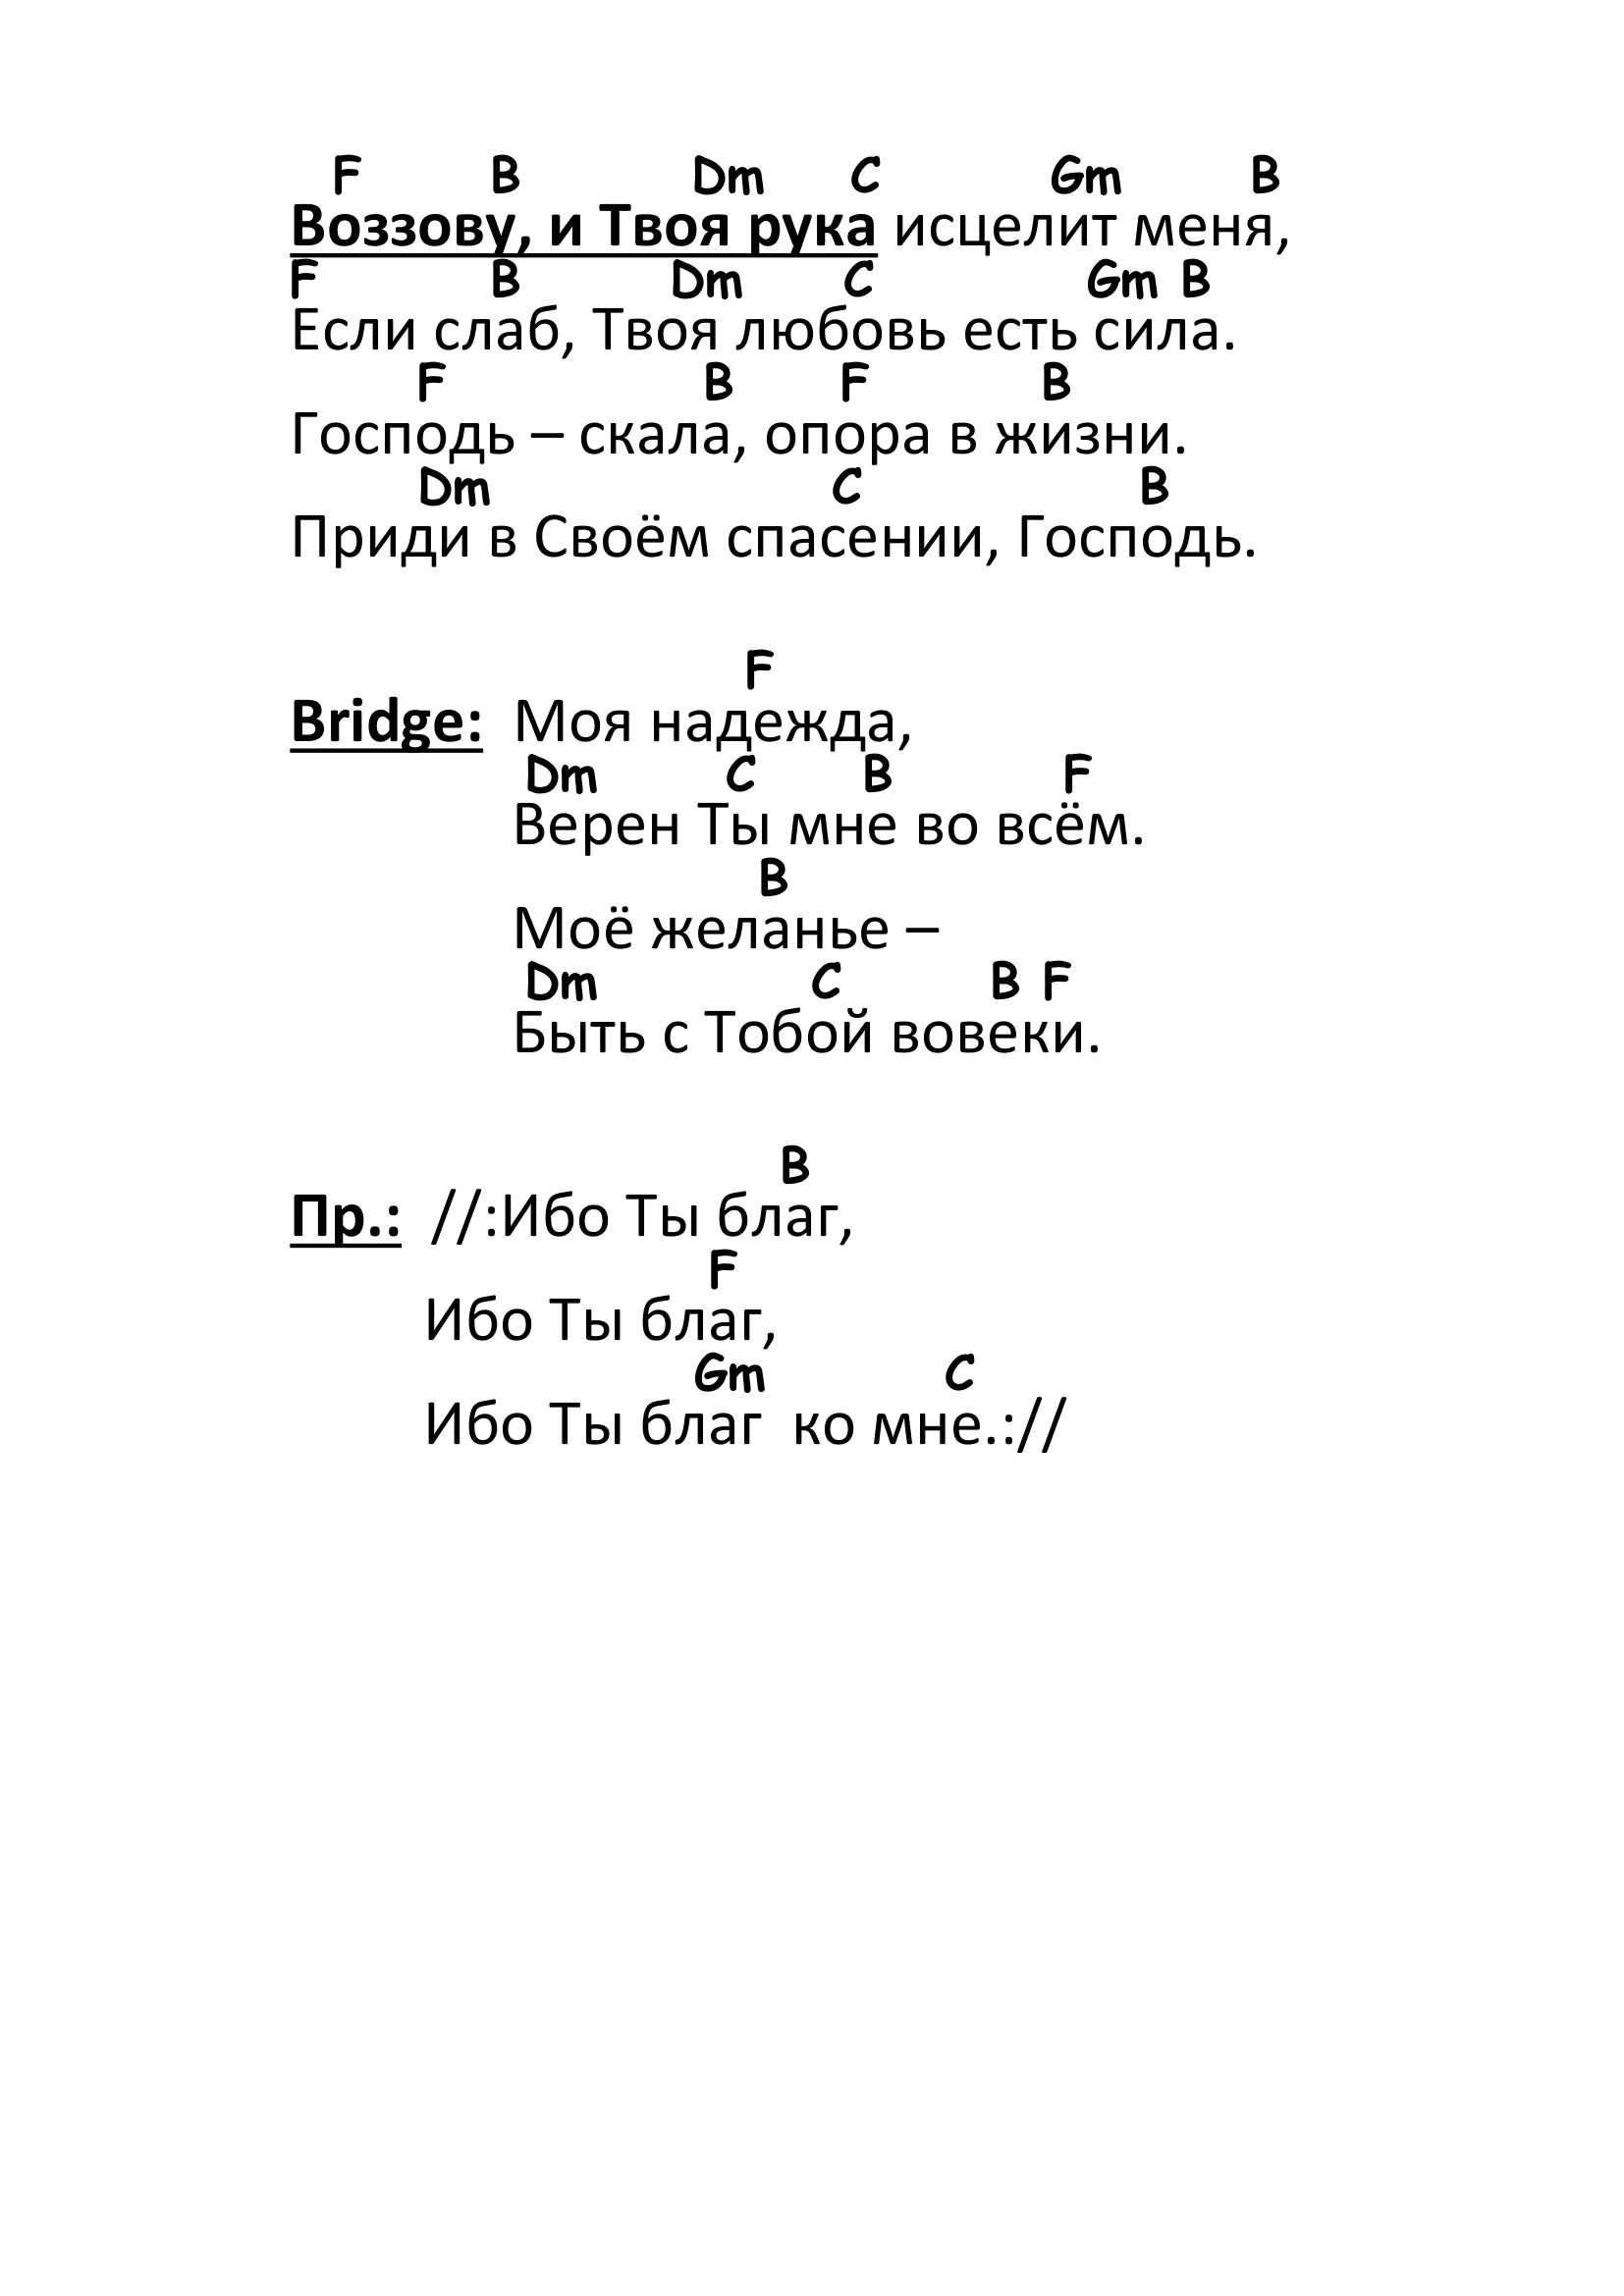 F B Dm C Gm B
Воззову, и Твоя рука исцелит меня,
F B Dm C Gm B
Если слаб, Твоя любовь есть сила.
F B F B
Господь – скала, опора в жизни.
Dm C B
Приди в Своём спасении, Господь.
F
Bridge: Моя надежда,
Dm C B F
Верен Ты мне во всём.
B
Моё желанье –
Dm C B F
Быть с Тобой вовеки.
B
Пр.: //:Ибо Ты благ,
F
Ибо Ты благ,
Gm C
Ибо Ты благ ко мне.://